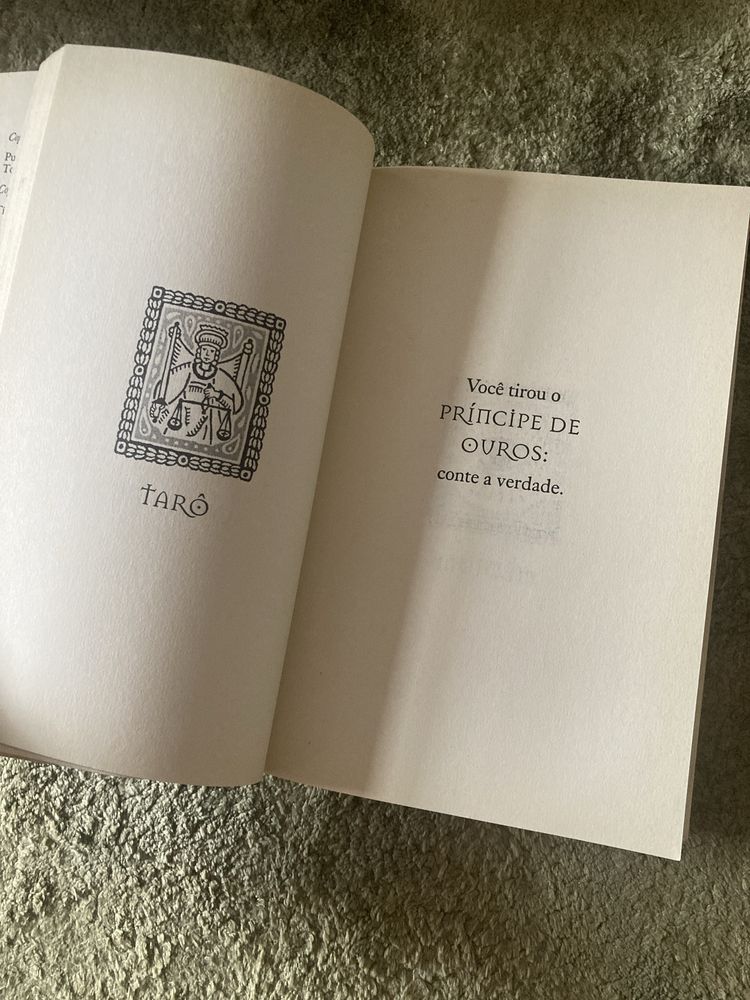 TARÔ
Você tirou o
PRÍNCIPE DE
OUROS:
conte a verdade.